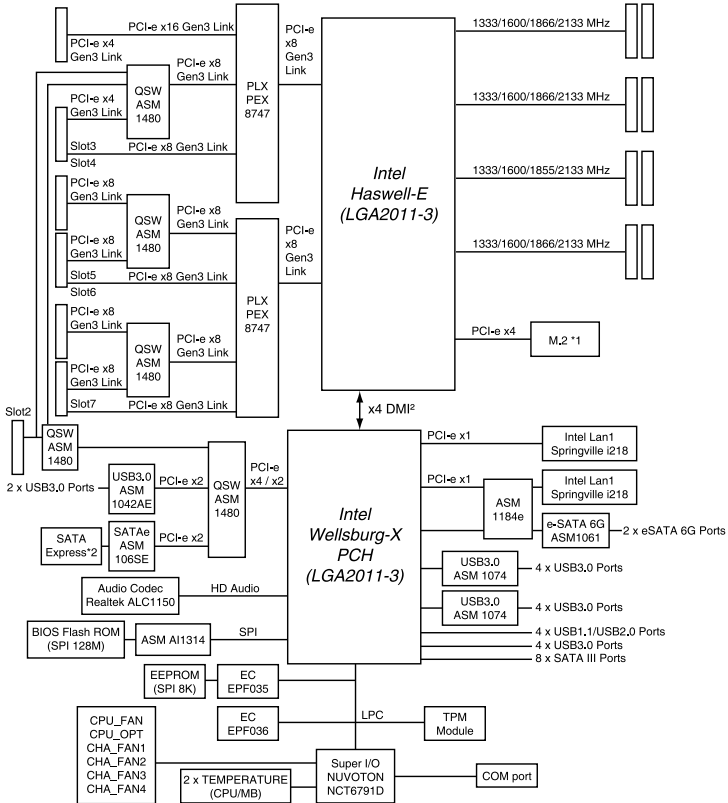 PCI-e x16 Gen3 Link
PCI-e x4
Gen3 Link
QSW
ASM
1480
PCI-e x8
Gen3 Link
PCI-e x4
Gen3 Link
Slot3
Slot4
PCI-e x8 Gen3 Link
PLX
PEX
8747
PCI-e
x8
Gen3
Link
PCI-e x8
Gen3 Link
QSW
ASM
1480
PCI-e x8
Gen3 Link
PCI-e x8
Gen3 Link
Slot5
Slot6
PCI-e x8 Gen3 Link
PCI-e x8
Gen3 Link
QSW
ASM
1480
PCI-e x8
Gen3 Link
PCI-e x8
Gen3 Link
Slot7
PCI-e x8 Gen3 Link
PLX
PEX
8747
PCI-e
x8
Gen3
Link
Intel
Haswell-E
(LGA2011-3)
1333/1600/1866/2133 MHz
1333/1600/1866/2133 MHz
1333/1600/1855/2133 MHz
1333/1600/1866/2133 MHz
PCI-e x4
M.2 *1
x4 DMI²
Slot2
QSW
ASM
1480
2 x USB3.0 Ports
USB3.0
ASM
1042AE
PCI-e x2
SATA
Express*2
SATAe
ASM
106SE
PCI-e x2
QSW
ASM
1480
PCI-e
x4 / x2
Intel
Wellsburg-X
PCH
(LGA2011-3)
PCI-e x1
Intel Lan1
Springville i218
PCI-e x1
ASM
1184e
Intel Lan1
Springville i218
e-SATA 6G
ASM1061
2 x eSATA 6G Ports
USB3.0
ASM 1074
4 x USB3.0 Ports
USB3.0
ASM 1074
4 x USB3.0 Ports
4 x USB1.1/USB2.0 Ports
4 x USB3.0 Ports
8 x SATA III Ports
Audio Codec
Realtek ALC1150
HD Audio
BIOS Flash ROM
(SPI 128M)
ASM AI1314
SPI
EEPROM
(SPI 8K)
EC
EPF035
EC
EPF036
LPC
TPM
Module
CPU_FAN
CPU_OPT
CHA_FAN1
CHA_FAN2
CHA_FAN3
CHA_FAN4
2 x TEMPERATURE
(CPU/MB)
Super I/O
NUVOTON
NCT6791D
COM port